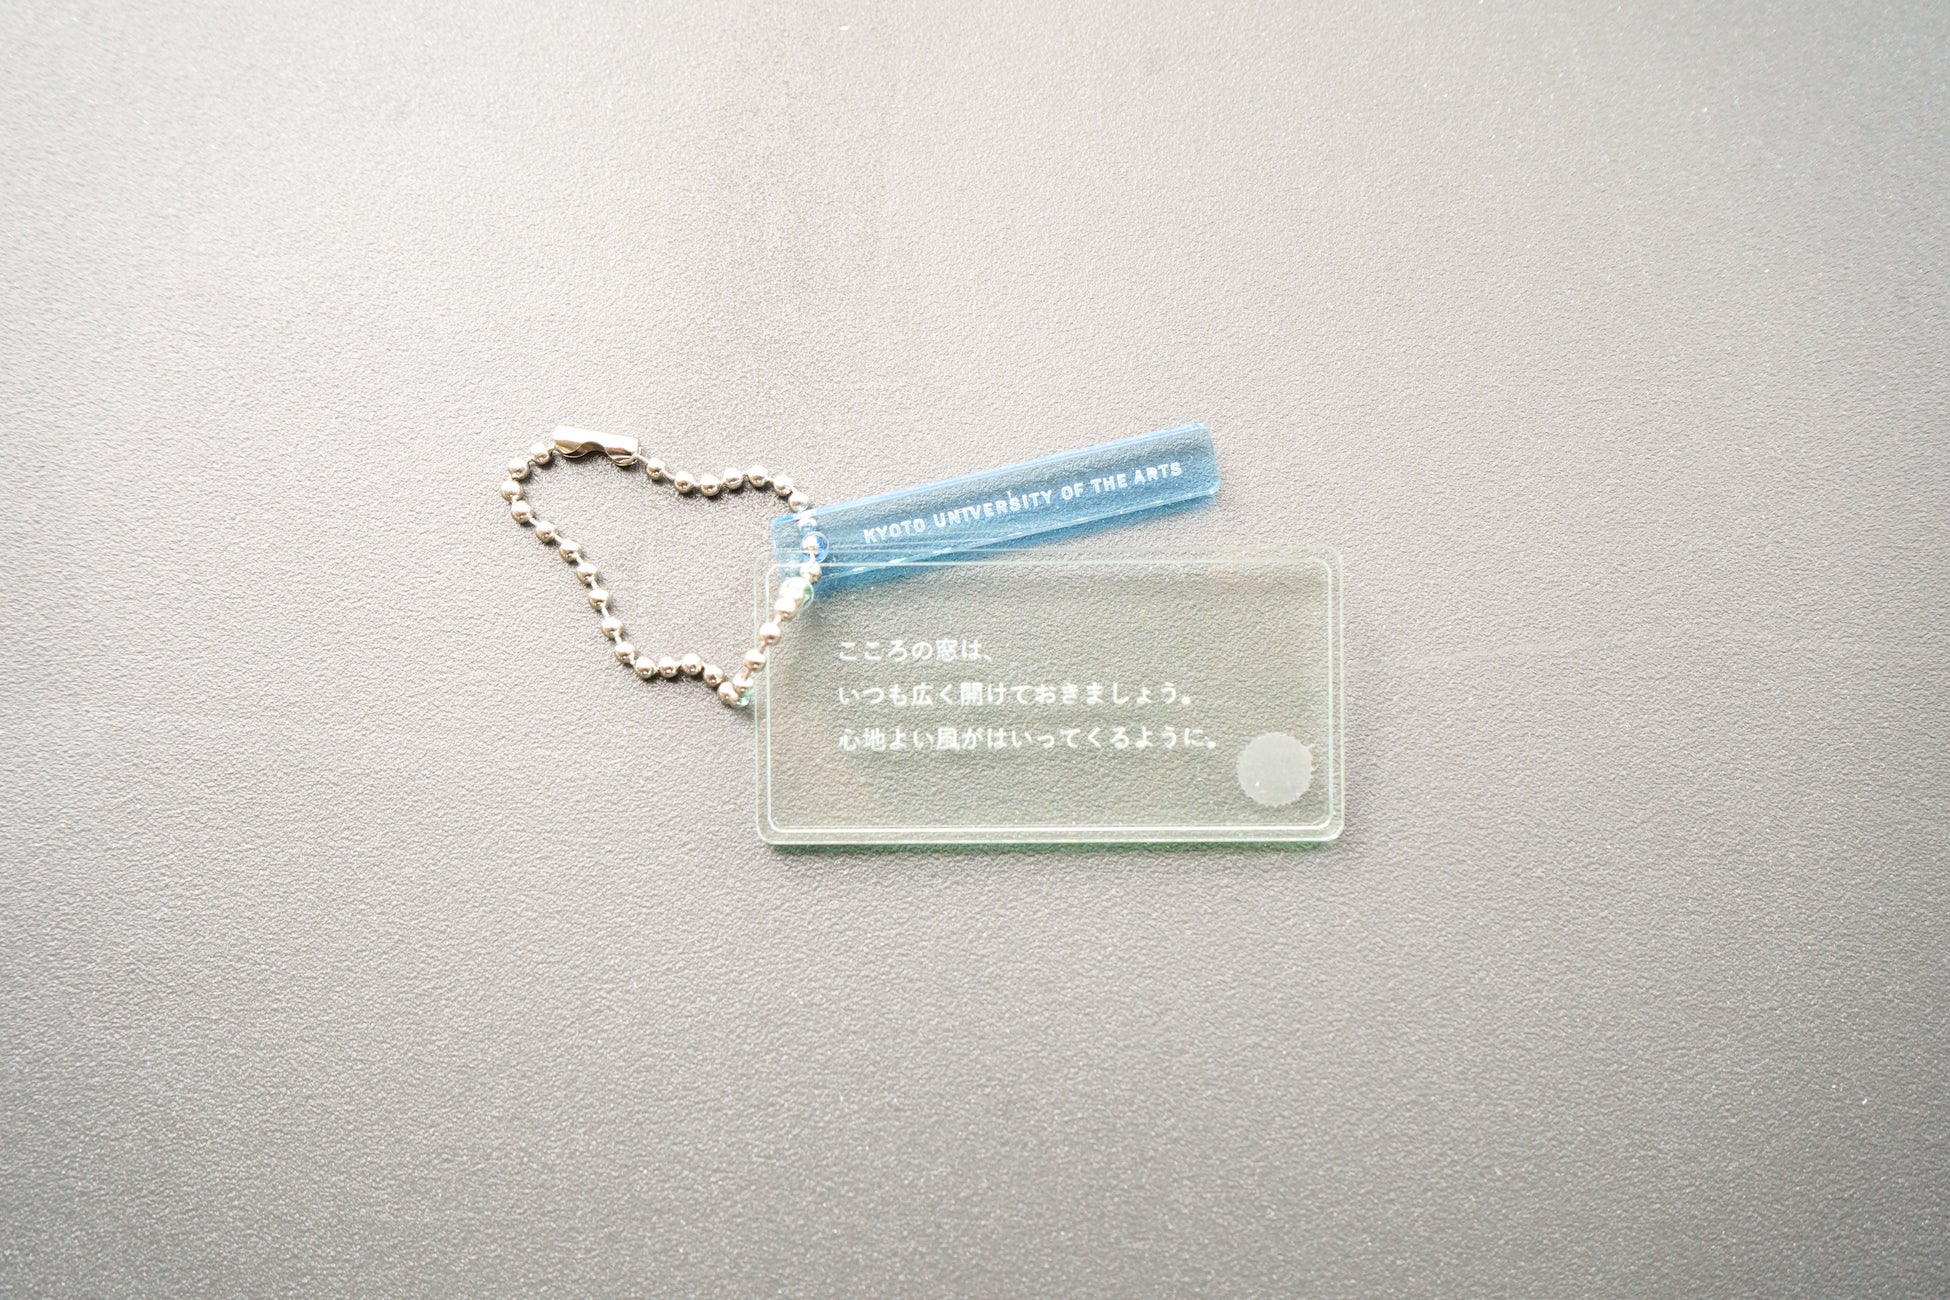 KYOTO UNIVERSITY OF THE ARTS
こころの窓は、
いつも広く開けておきましょう。
心地よい風がはいってくるように。